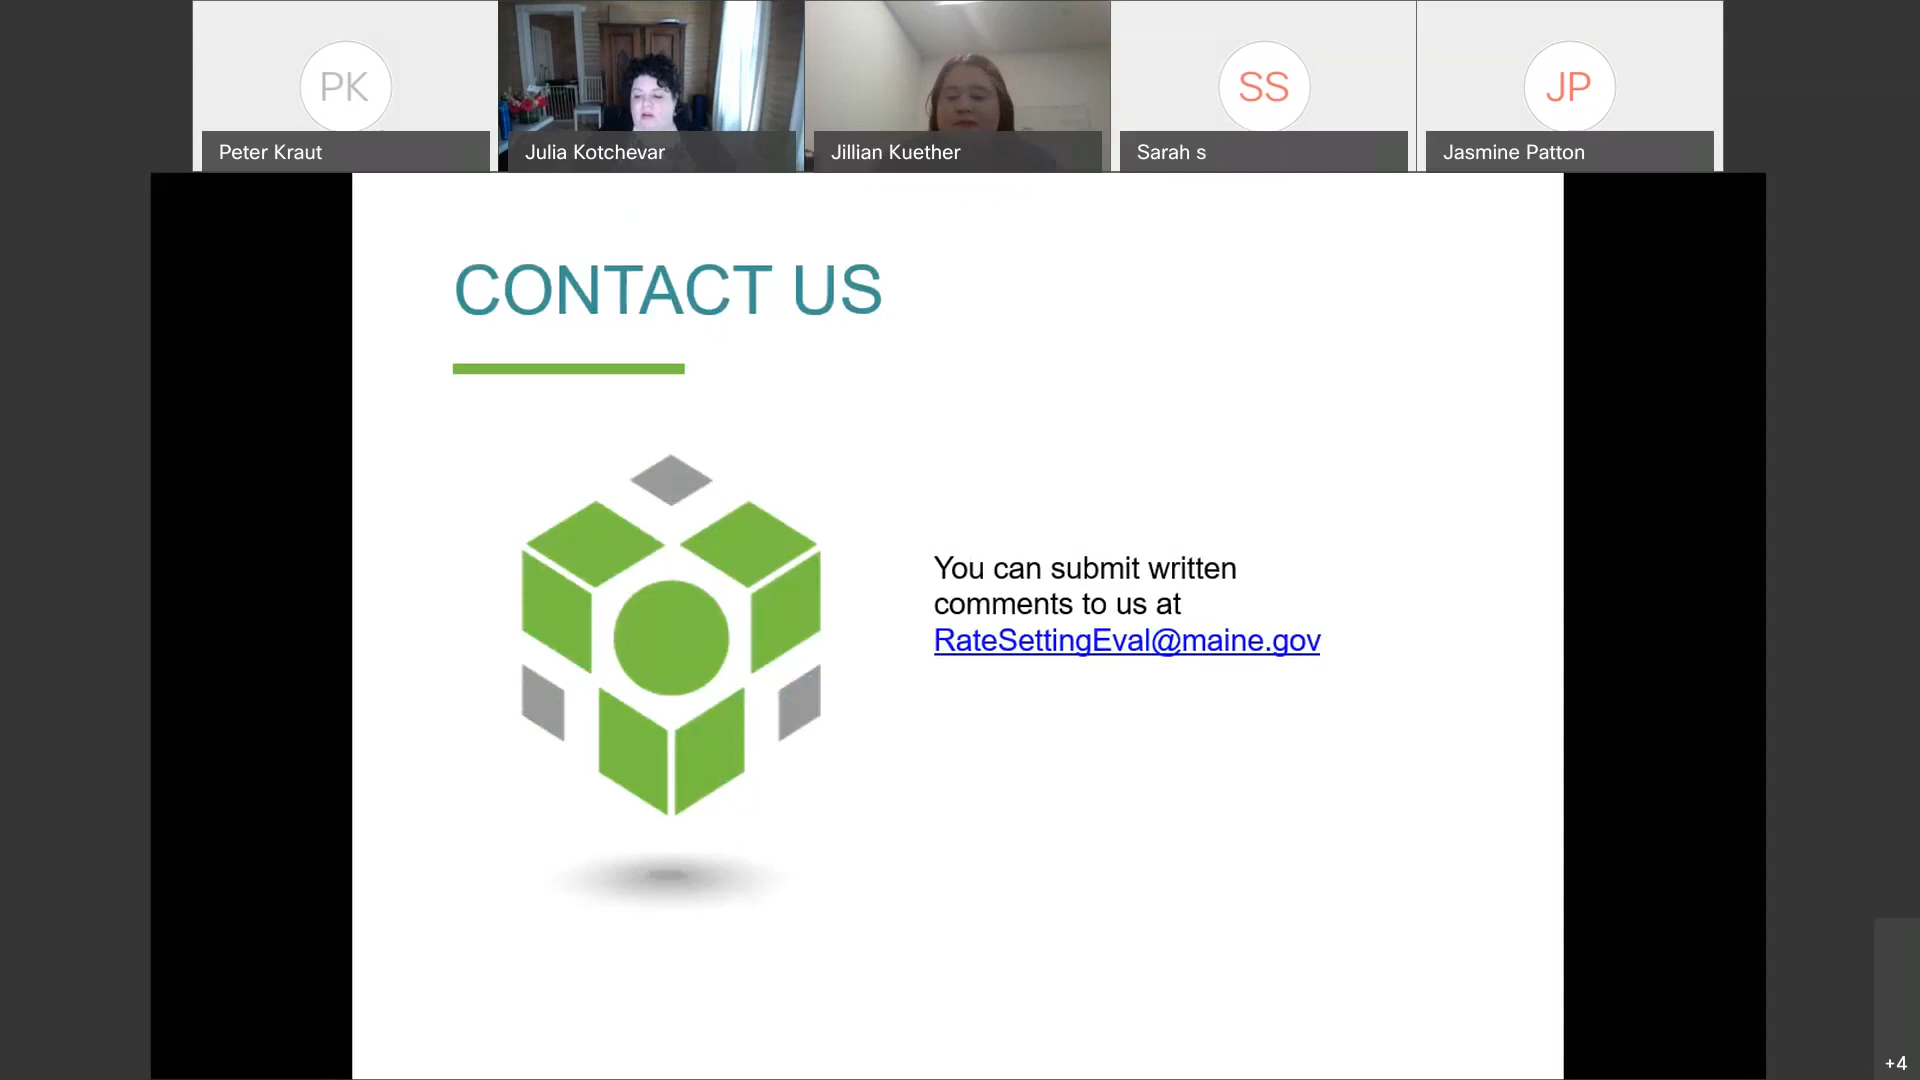 PK
SS
JP
Peter Kraut
Julia Kotchevar
Jillian Kuether
Sarah s
Jasmine Patton
CONTACT US
You can submit written
comments to us at
RateSettingEval@maine.gov
+4